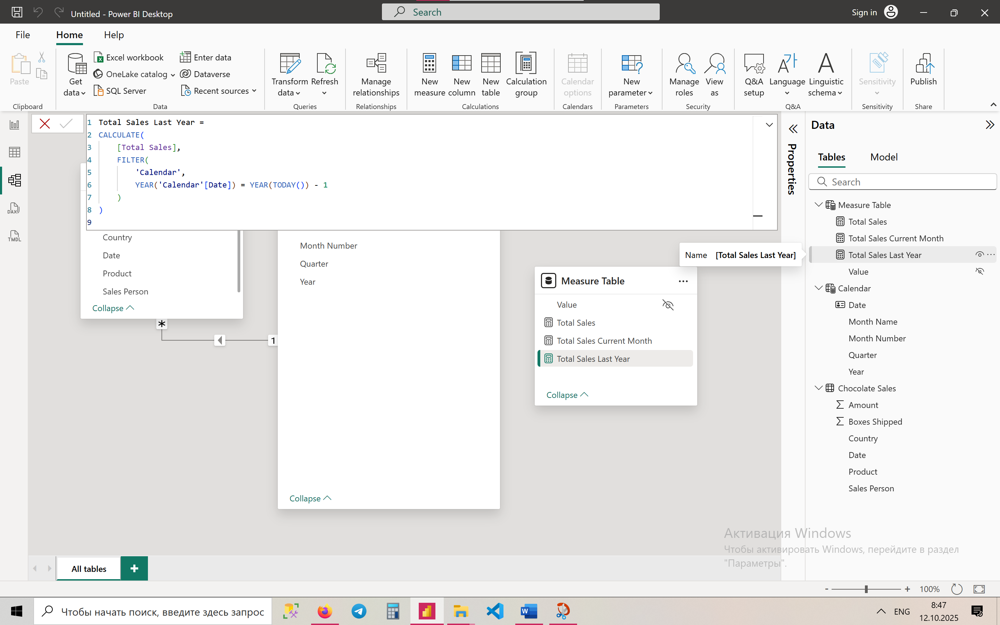 Untitled - Power BI Desktop
Search
Sign in
File Home Help
Paste
Clipboard
Get data
Excel workbook
OneLake catalog
SQL Server
Enter data
Dataverse
Recent sources
Data
Transform data
Refresh
Queries
Manage relationships
Relationships
New measure
New column
New table
Calculation group
Calculations
Calendar options
Calendars
New parameter
Parameters
Manage roles
View as
Security
Q&A setup
Language
Linguistic schema
Q&A
Sensitivity
Sensitivity
Publish
Share
1 Total Sales Last Year =
2 CALCULATE(
3 [Total Sales],
4 FILTER(
5 'Calendar',
6 YEAR('Calendar'[Date]) = YEAR(TODAY()) - 1
7 )
8 )
9
DAX
TMDL
Country
Date
Product
Sales Person
Collapse
* 1
Month Number
Quarter
Year
Collapse
Name [Total Sales Last Year]
Measure Table
Value
Total Sales
Total Sales Current Month
Total Sales Last Year
Collapse
Properties
Data
Tables Model
Search
Measure Table
Total Sales
Total Sales Current Month
Total Sales Last Year
Value
Calendar
Date
Month Name
Month Number
Quarter
Year
Chocolate Sales
Amount
Boxes Shipped
Country
Date
Product
Sales Person
Активация Windows
Чтобы активировать Windows, перейдите в раздел
"Параметры".
All tables
- + 100%
Чтобы начать поиск, введите здесь запрос
W
ENG
8:47
12.10.2025